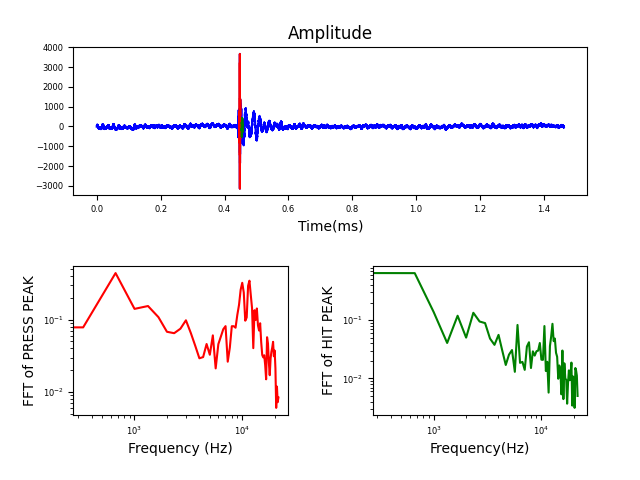 Amplitude
4000
3000
2000
1000
0
−1000
−2000
−3000
0.0 0.2 0.4 0.6 0.8 1.0 1.2 1.4
Time(ms)
FFT of PRESS PEAK
10⁻¹
10⁻²
10³ 10⁴
Frequency (Hz)
FFT of HIT PEAK
10⁻¹
10⁻²
10³ 10⁴
Frequency(Hz)